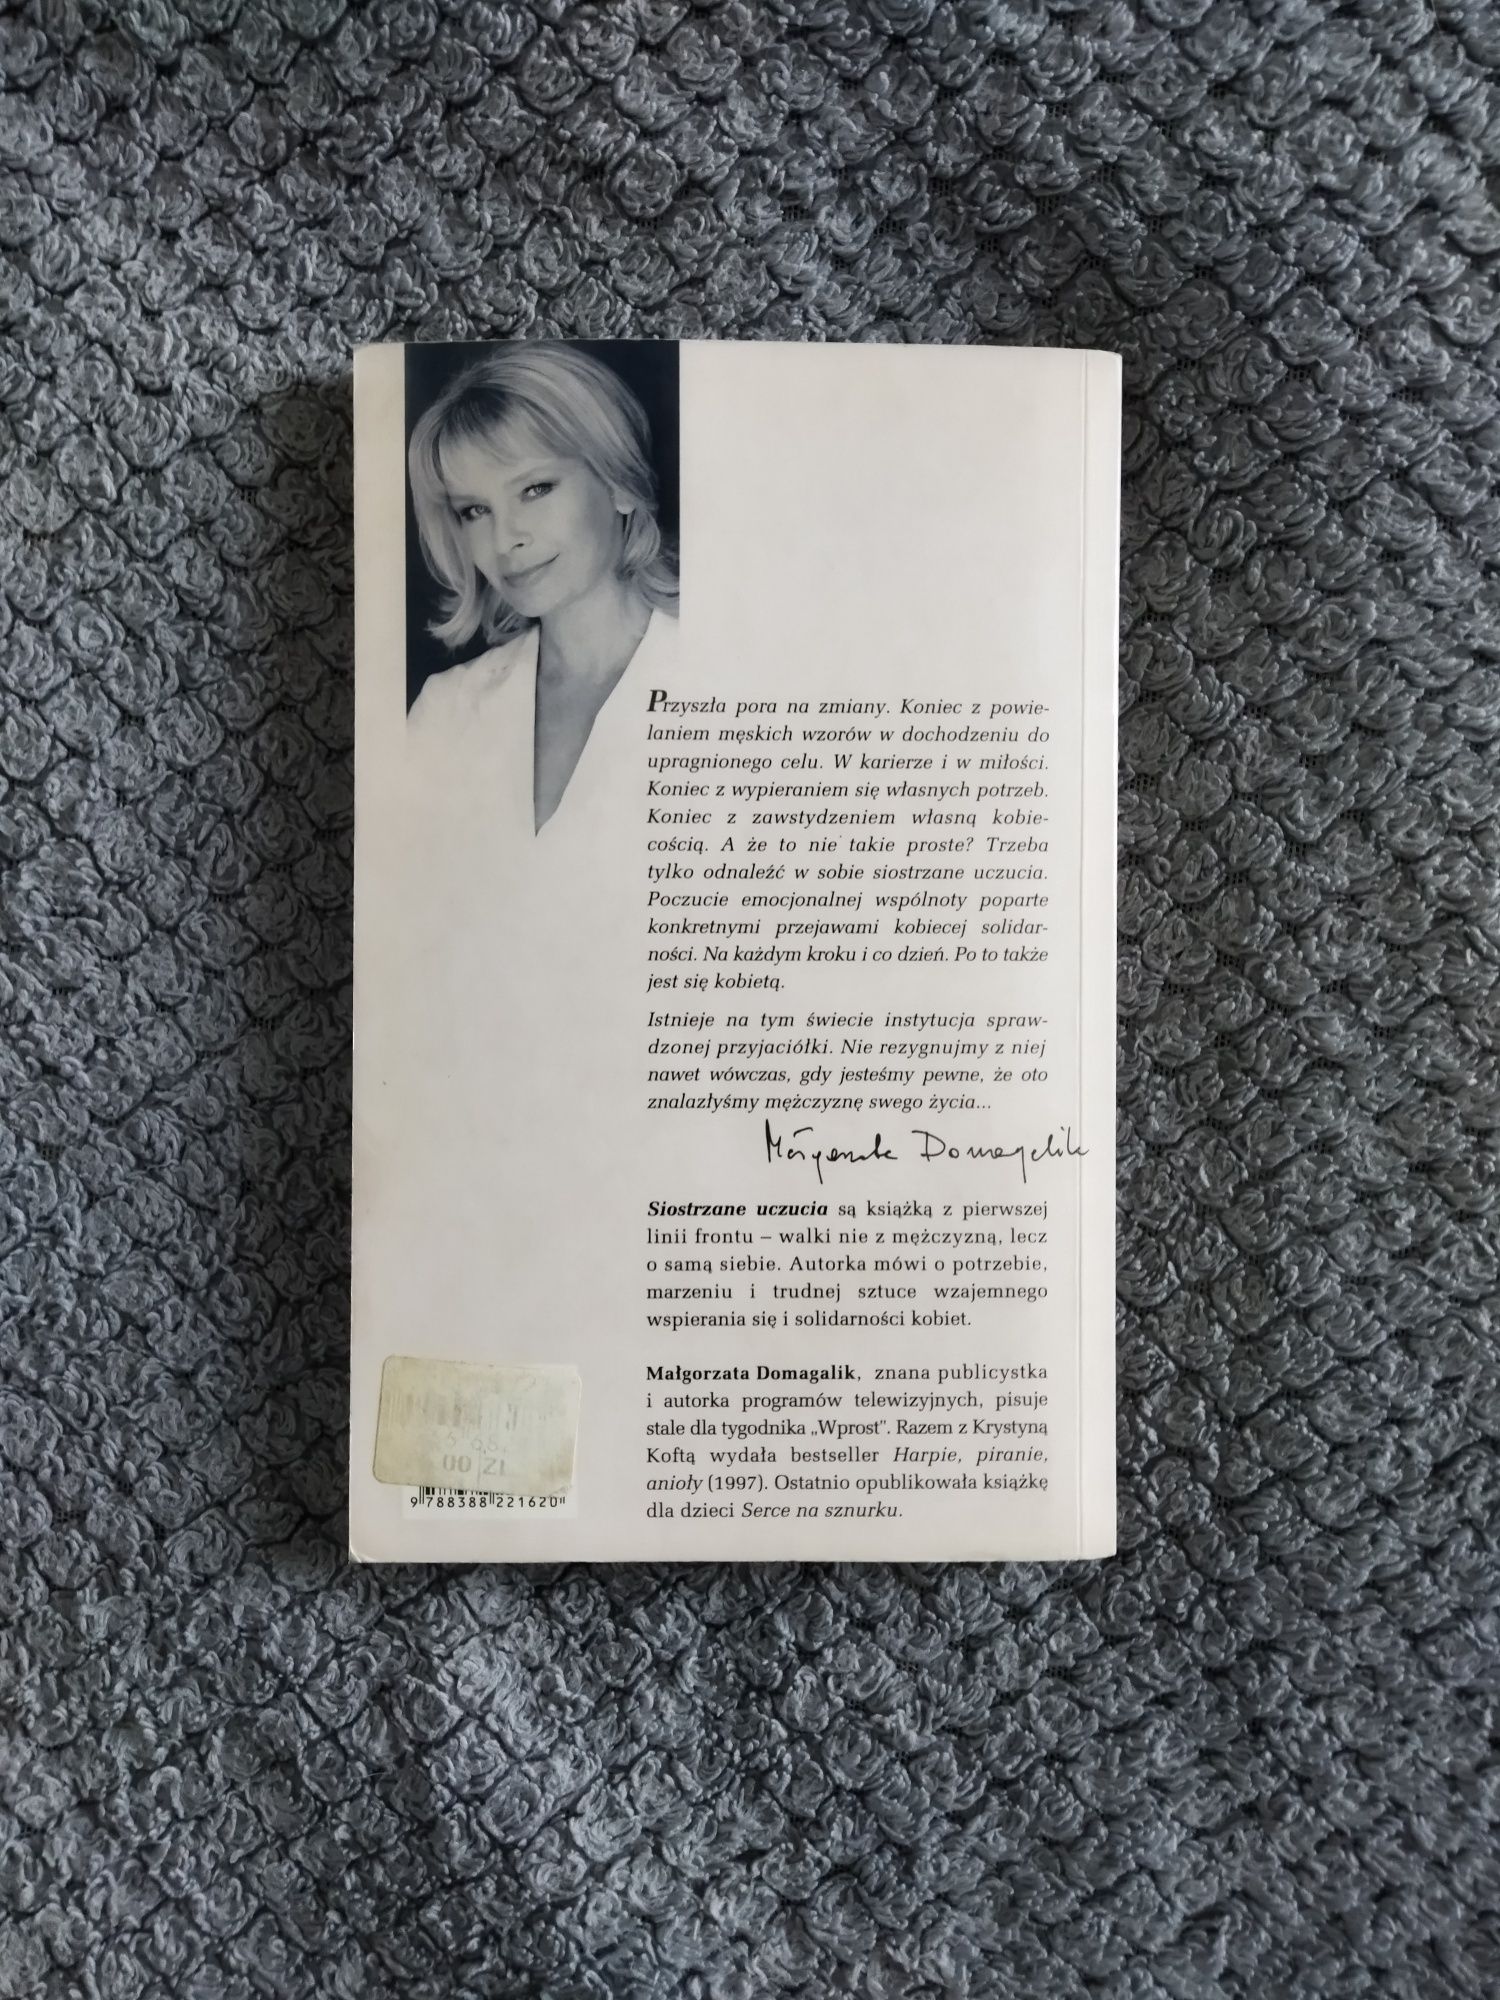 Przyszła pora na zmiany. Koniec z powie-
laniem męskich wzorów w dochodzeniu do
upragnionego celu. W karierze i w miłości.
Koniec z wypieraniem się własnych potrzeb.
Koniec z zawstydzeniem własną kobie-
cością. A że to nie takie proste? Trzeba
tylko odnaleźć w sobie siostrzane uczucia.
Poczucie emocjonalnej wspólnoty poparte
konkretnymi przejawami kobiecej solidar-
ności. Na każdym kroku i co dzień. Po to także
jest się kobietą.
Istnieje na tym świecie instytucja spraw-
dzonej przyjaciółki. Nie rezygnujmy z niej
nawet wówczas, gdy jesteśmy pewne, że oto
znalazłyśmy mężczyznę swego życia...
Małgorzata Domagalik
Siostrzane uczucia są książką z pierwszej
linii frontu – walki nie z mężczyzną, lecz
o samą siebie. Autorka mówi o potrzebie,
marzeniu i trudnej sztuce wzajemnego
wspierania się i solidarności kobiet.
Małgorzata Domagalik, znana publicystka
i autorka programów telewizyjnych, pisuje
stale dla tygodnika „Wprost”. Razem z Krystyną
Koftą wydała bestseller Harpie, piranie,
anioły (1997). Ostatnio opublikowała książkę
dla dzieci Serce na sznurku.
00 Zł
9 788388 221620